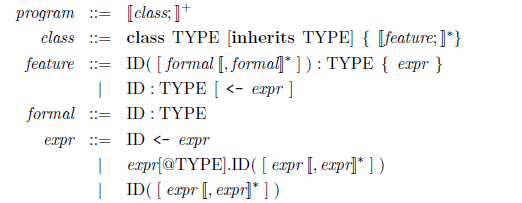 program ::= ⟦class;⟧⁺
class ::= class TYPE [inherits TYPE] { ⟦feature;⟧*}
feature ::= ID( [ formal ⟦,formal⟧* ] ) : TYPE { expr }
| ID : TYPE [ <- expr ]
formal ::= ID : TYPE
expr ::= ID <- expr
| expr[@TYPE].ID( [ expr ⟦,expr⟧* ] )
| ID( [ expr ⟦,expr⟧* ] )